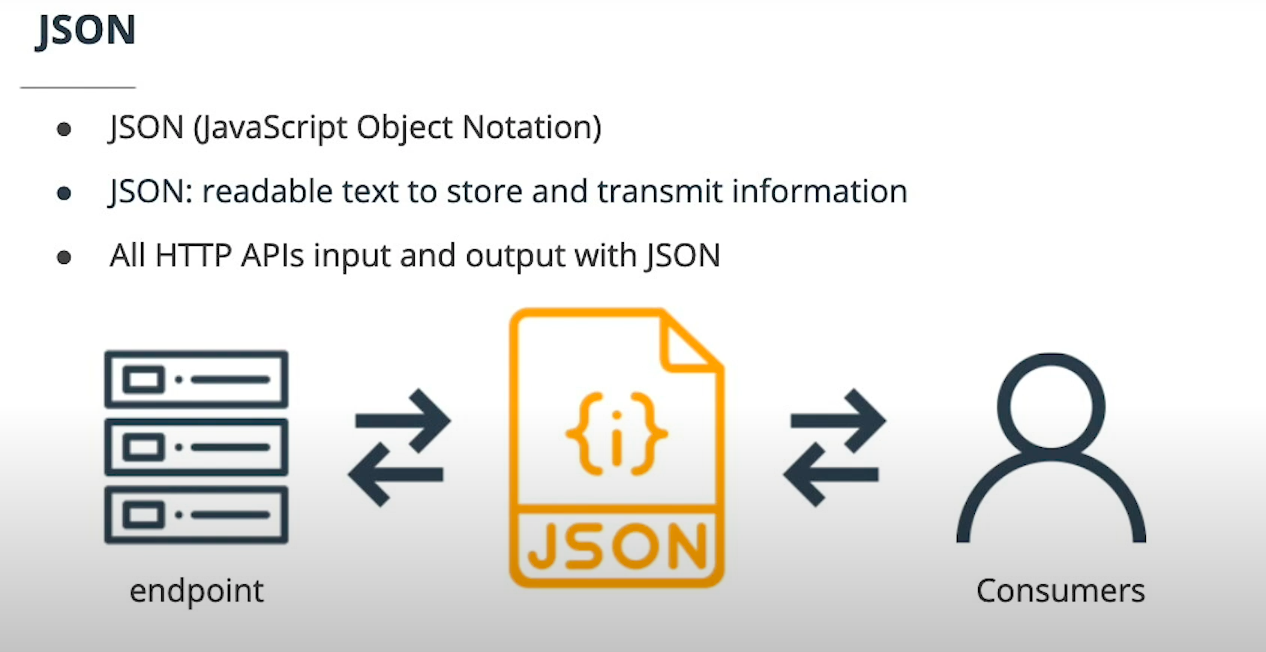 JSON
JSON (JavaScript Object Notation)
JSON: readable text to store and transmit information
All HTTP APIs input and output with JSON
{i}
JSON
endpoint
Consumers